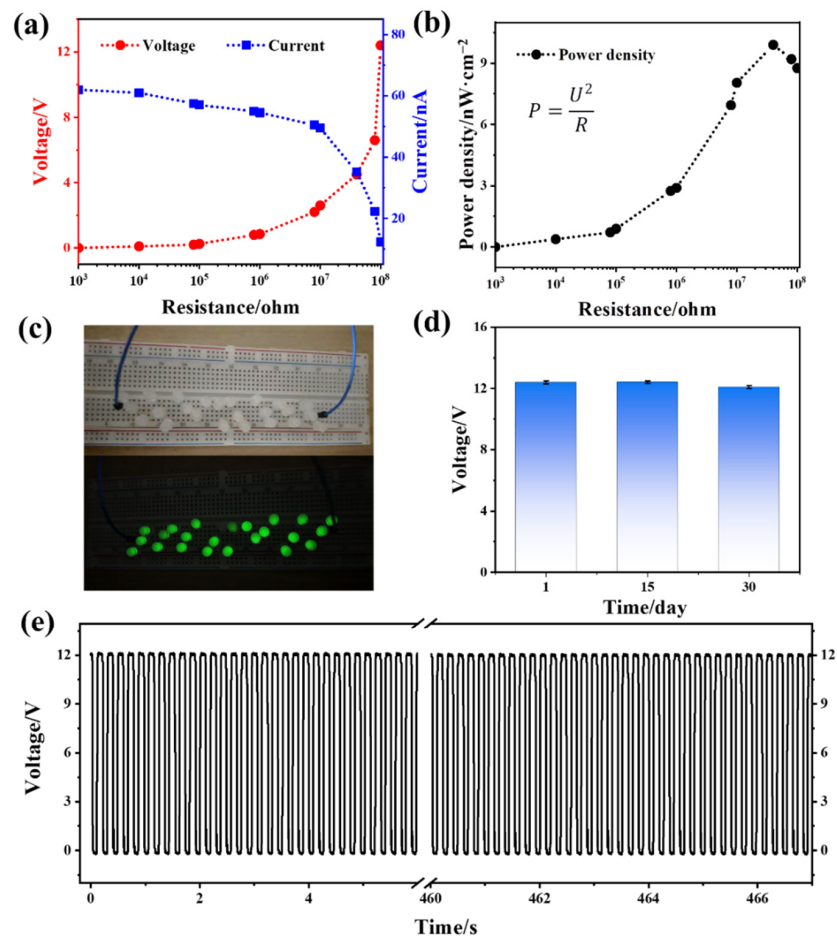 (a)
Voltage
Current
Voltage/V
12
8
4
0
80
60
40
20
Current/nA
10³ 10⁴ 10⁵ 10⁶ 10⁷ 10⁸
Resistance/ohm
(b)
Power density
P = U²/R
Power density/nW·cm⁻²
9
6
3
0
10³ 10⁴ 10⁵ 10⁶ 10⁷ 10⁸
Resistance/ohm
(c)
(d)
Voltage/V
16
12
8
4
0
1 15 30
Time/day
(e)
Voltage/V
12
9
6
3
0
12
9
6
3
0
0 2 4 460 462 464 466
Time/s